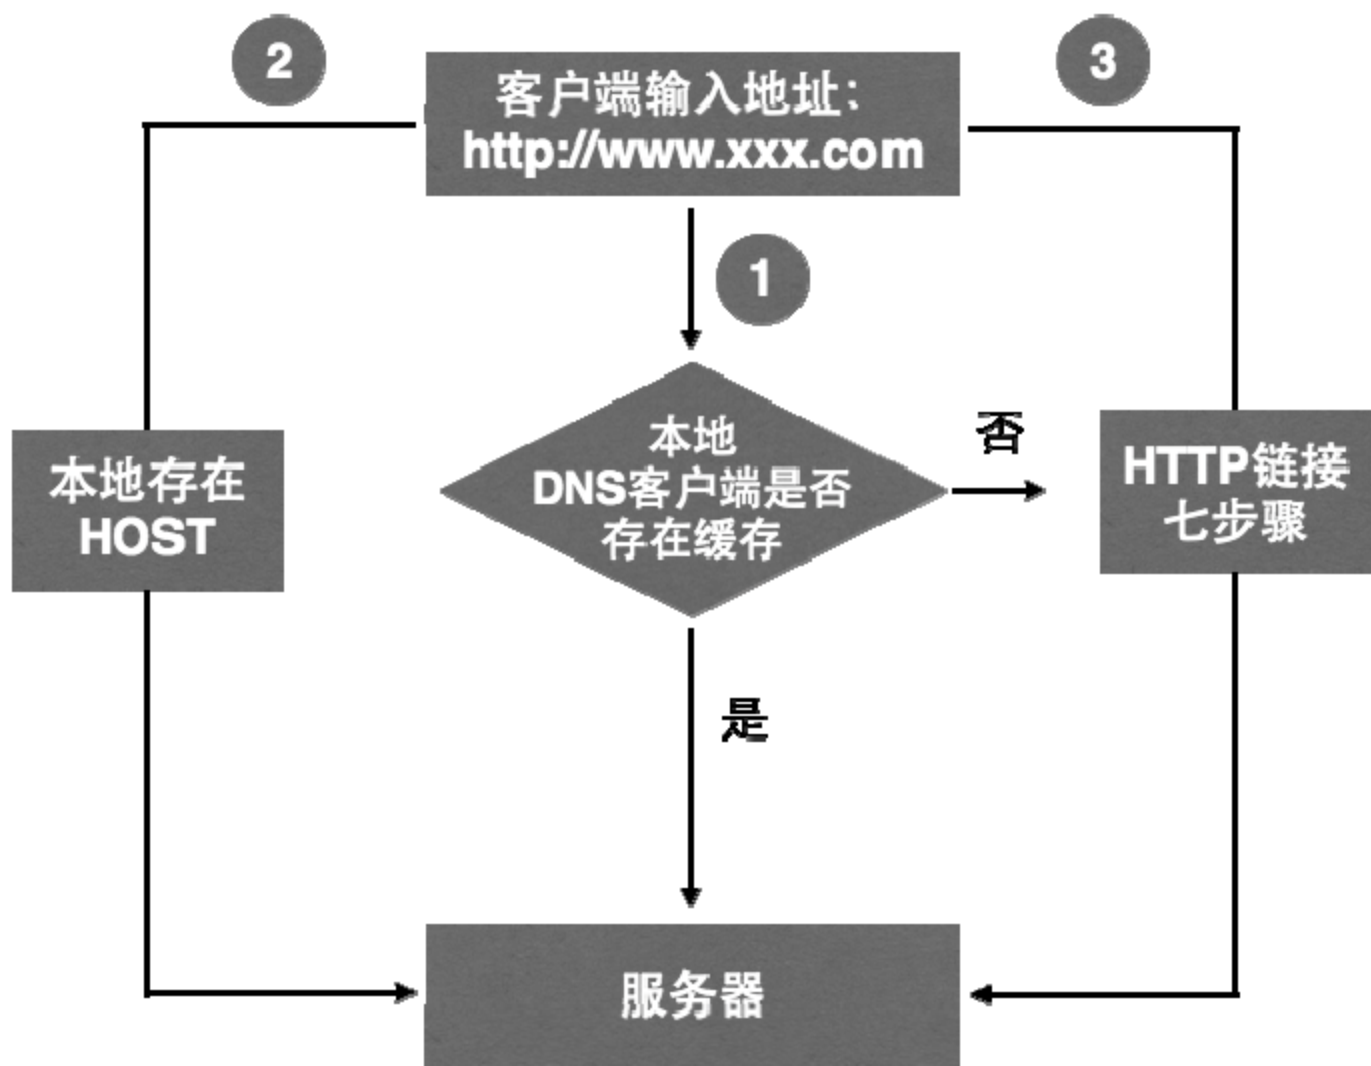 2
客户端输入地址：
http://www.xxx.com
3
1
本地
DNS客户端是否
存在缓存
否
本地存在
HOST
HTTP链接
七步骤
是
服务器